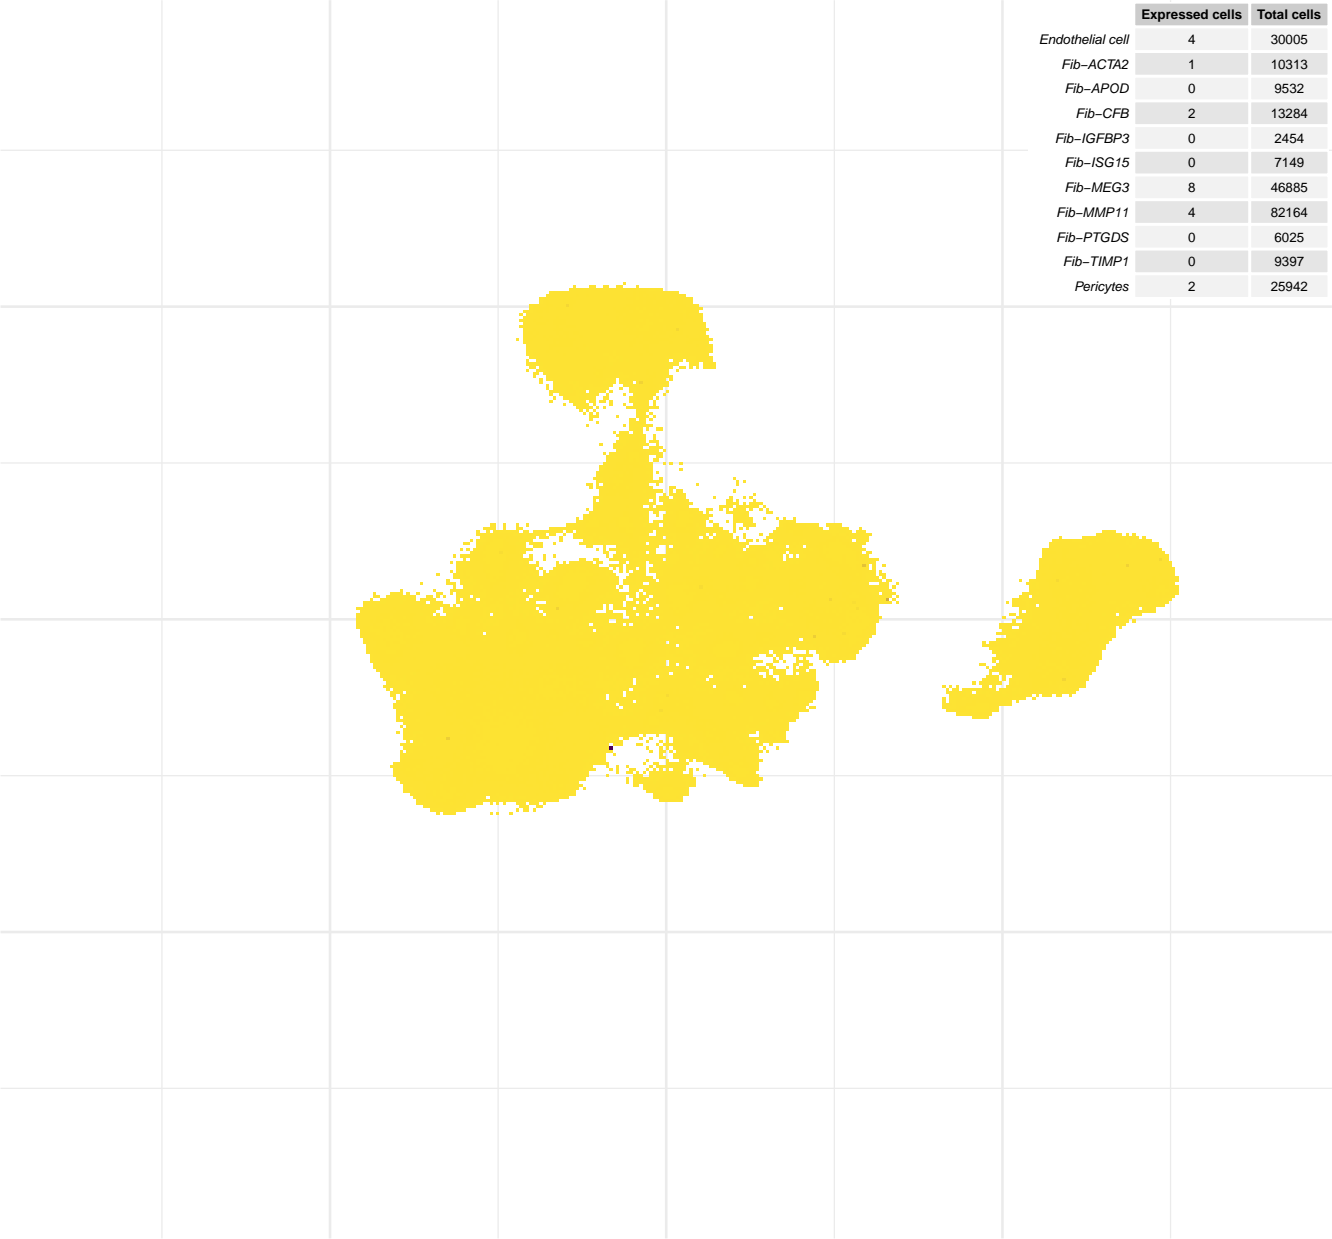 Expressed cells Total cells
Endothelial cell 4 30005
Fib−ACTA2 1 10313
Fib−APOD 0 9532
Fib−CFB 2 13284
Fib−IGFBP3 0 2454
Fib−ISG15 0 7149
Fib−MEG3 8 46885
Fib−MMP11 4 82164
Fib−PTGDS 0 6025
Fib−TIMP1 0 9397
Pericytes 2 25942